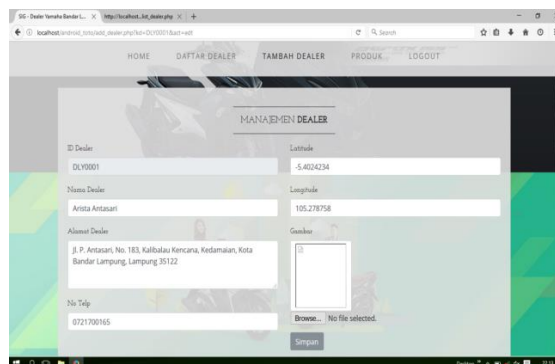 SIG - Dealer Yamaha Bandar L...
http://localhost...list_dealer.php
localhost/android_toto/add_dealer.php?kd=DLY0001&act=edt
Search
HOME
DAFTAR DEALER
TAMBAH DEALER
PRODUK
LOGOUT
MANAJEMEN DEALER
ID Dealer
DLY0001
Nama Dealer
Arista Antasari
Alamat Dealer
Jl. P. Antasari, No. 183, Kalibalau Kencana, Kedamaian, Kota
Bandar Lampung, Lampung 35122
No Telp
0721700165
Latitude
-5.4024234
Longitude
105.278758
Gambar
Browse... No file selected.
Simpan